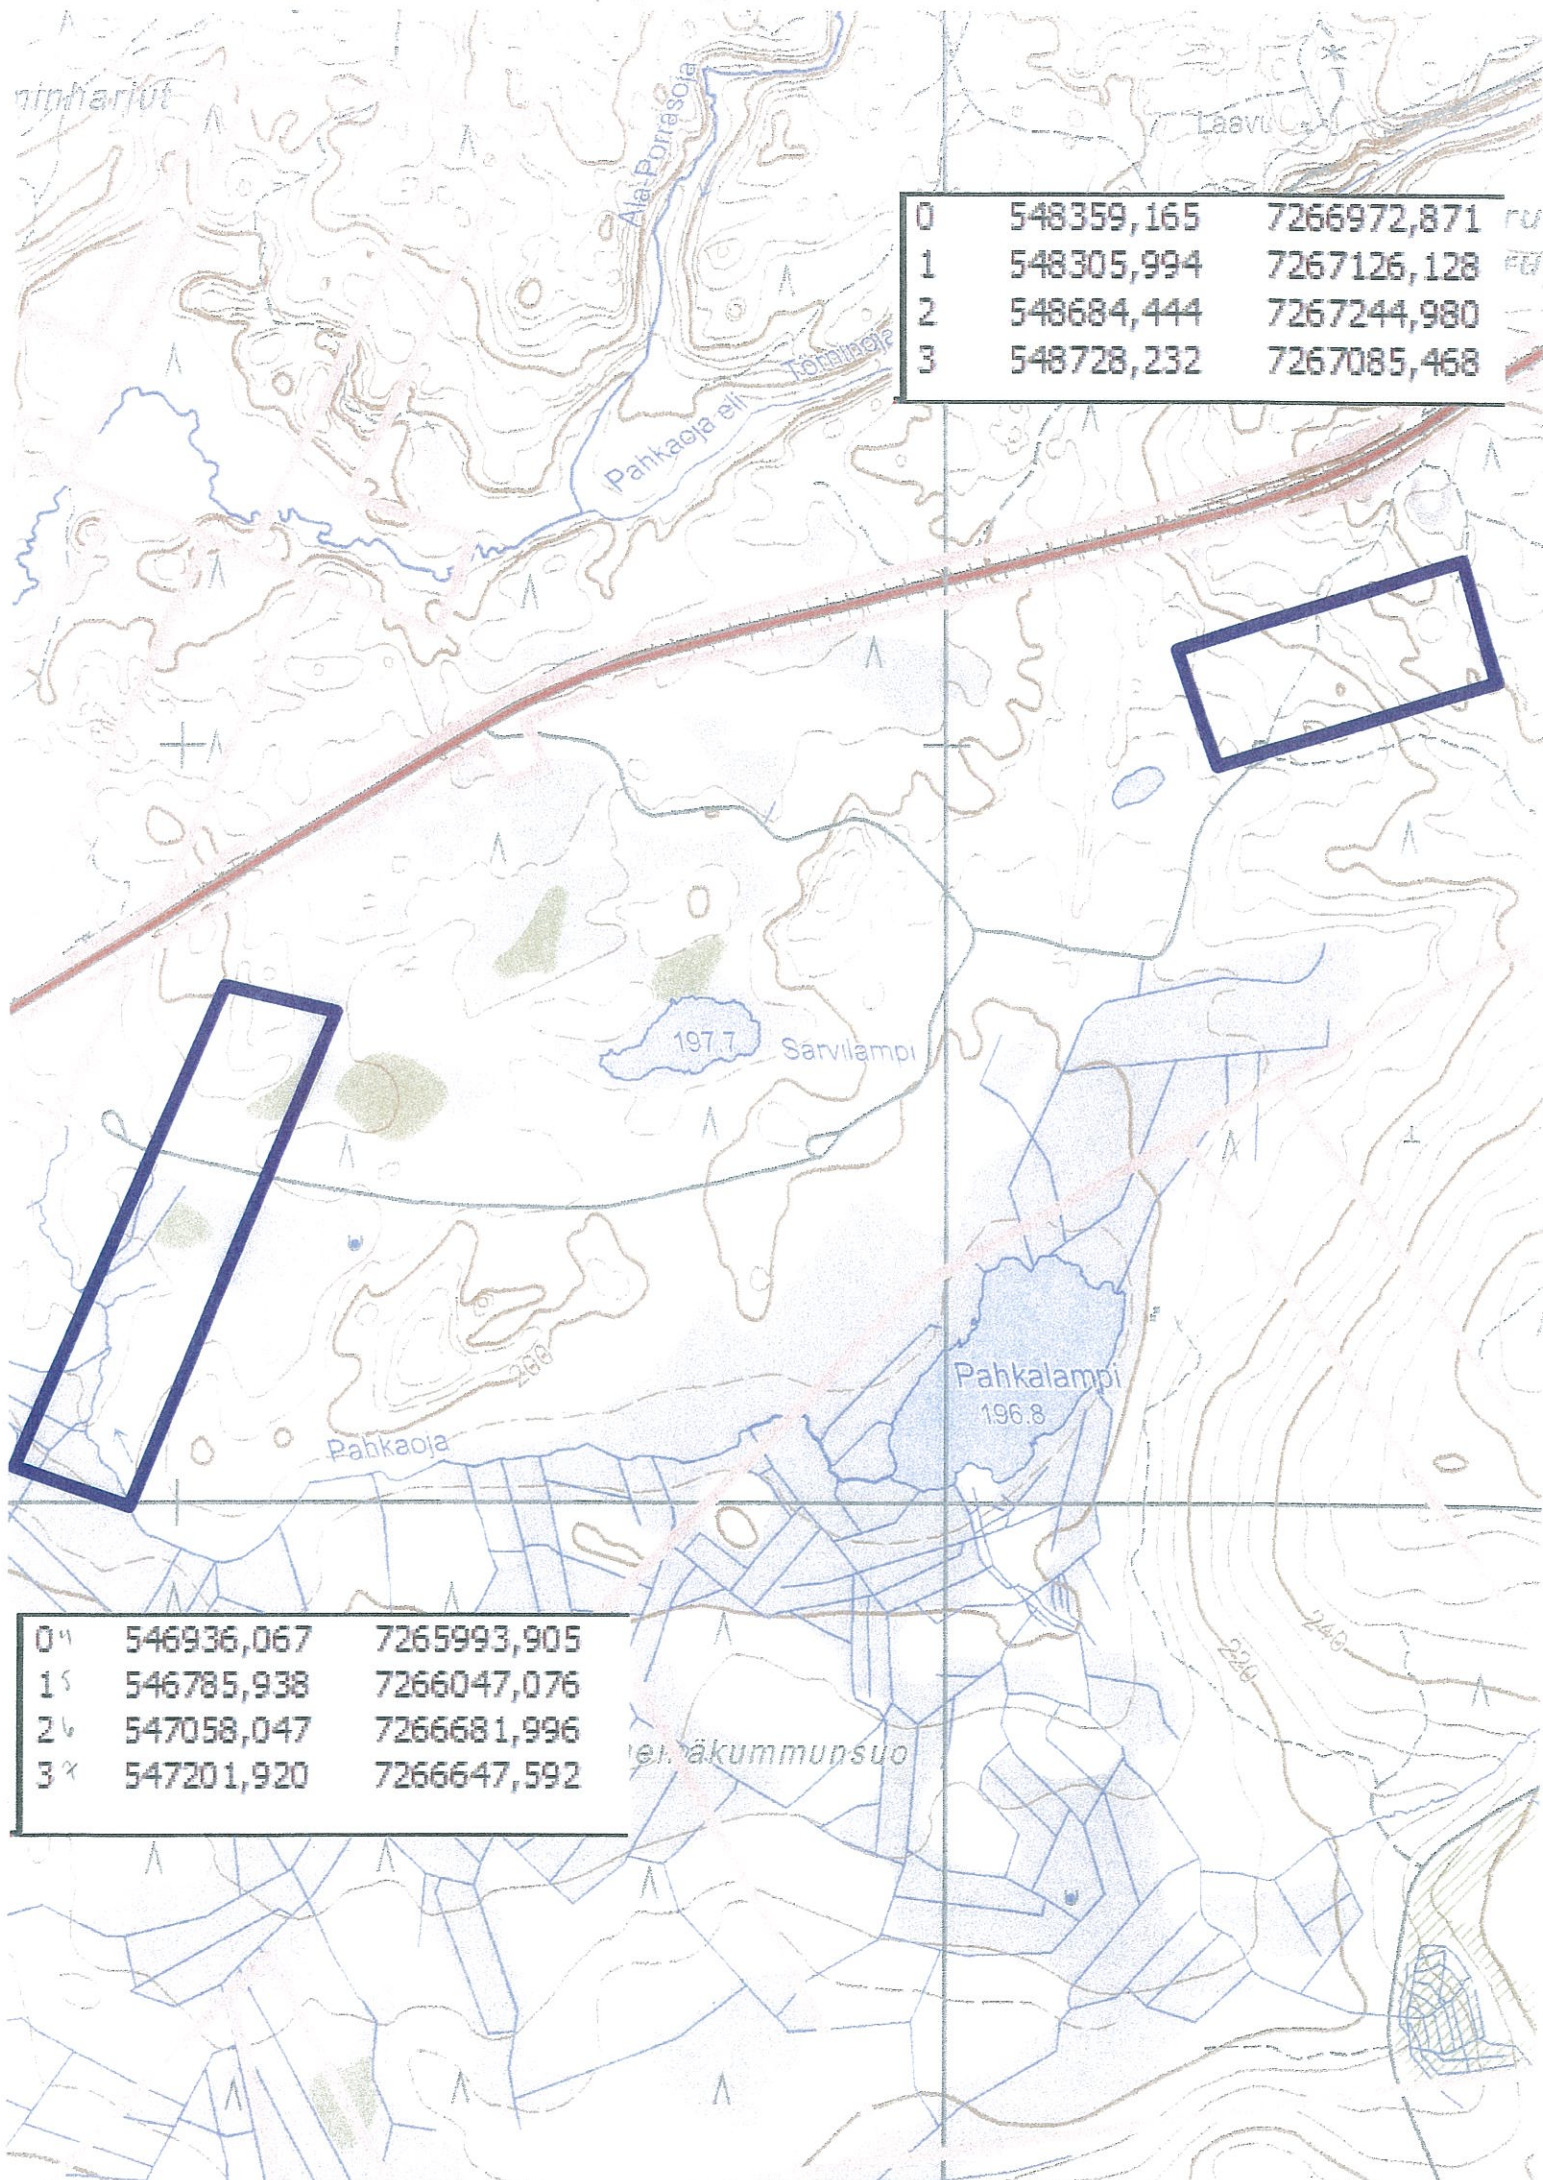 Laavu
Ala-Porrasoja
0 548359,165 7266972,871
1 548305,994 7267126,128
2 548684,444 7267244,980
3 548728,232 7267085,468
Törminoja
Pahkaoja eli
197.7 Sarvilampi
200
Pahkalampi
196.8
Pahkaoja
0 546936,067 7265993,905
1 546785,938 7266047,076
2 547058,047 7266681,996
3 547201,920 7266647,592
240
220